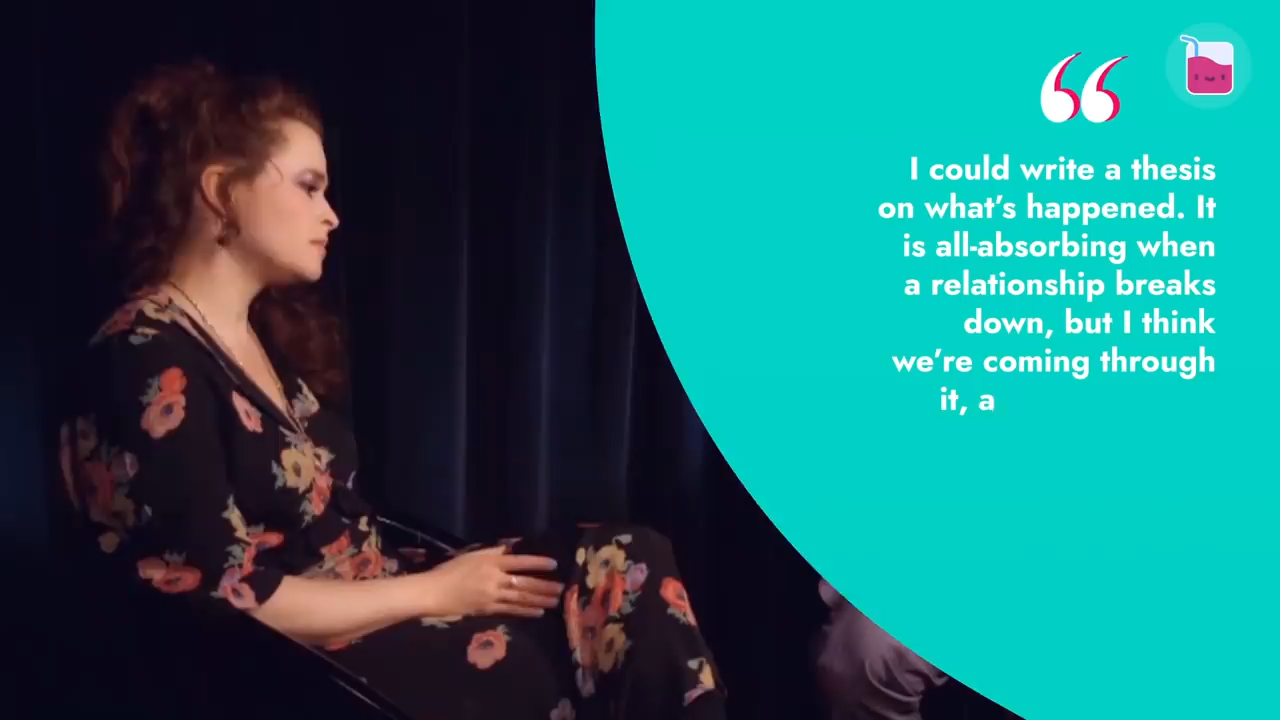 “
I could write a thesis
on what’s happened. It
is all-absorbing when
a relationship breaks
down, but I think
we’re coming through
it, a